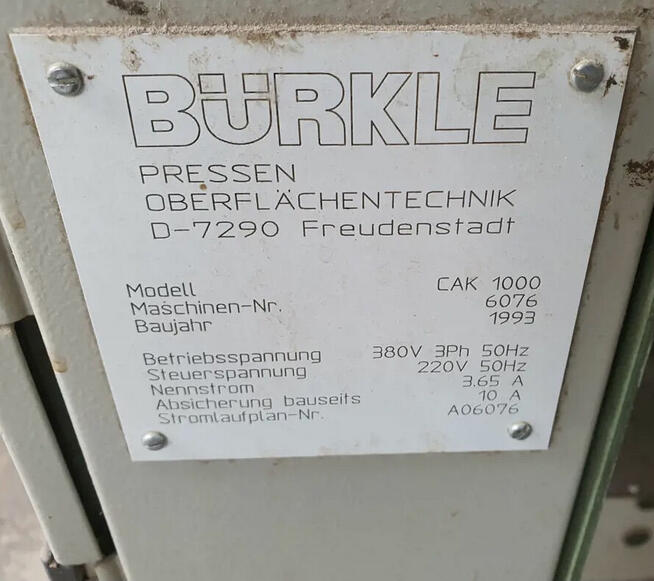 BÜRKLE
PRESSEN
OBERFLÄCHENTECHNIK
D-7290 Freudenstadt
Modell CAK 1000
Maschinen-Nr. 6076
Baujahr 1993
Betriebsspannung 380V 3Ph 50Hz
Steuerspannung 220V 50Hz
Nennstrom 3.65 A
Absicherung bauseits 10 A
Stromlaufplan-Nr. A06076